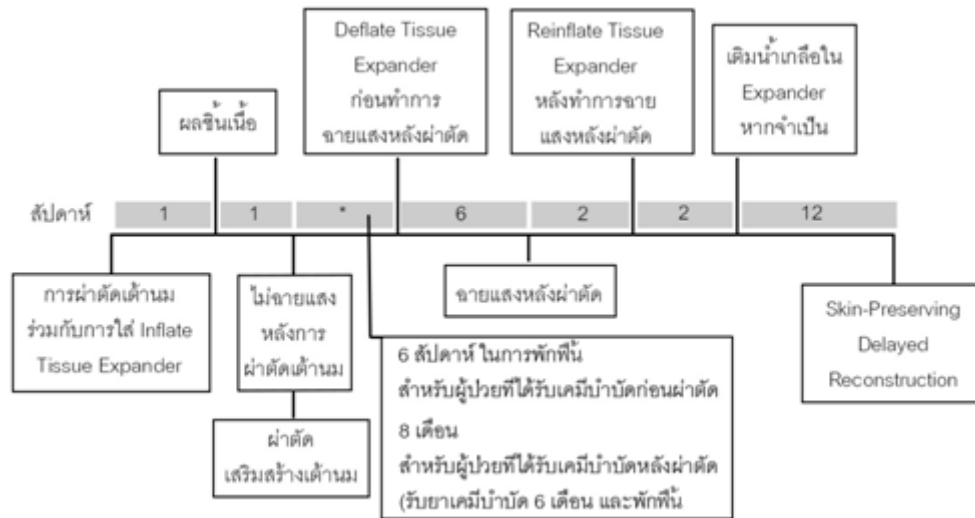 ผลชิ้นเนื้อ
Deflate Tissue
Expander
ก่อนทำการ
ฉายแสงหลังผ่าตัด
Reinflate Tissue
Expander
หลังทำการฉาย
แสงหลังผ่าตัด
เติมน้ำเกลือใน
Expander
หากจำเป็น
สัปดาห์ 1 1 * 6 2 2 12
การผ่าตัดเต้านม
ร่วมกับการใส่ Inflate
Tissue Expander
ไม่ฉายแสง
หลังการ
ผ่าตัดเต้านม
ผ่าตัด
เสริมสร้างเต้านม
ฉายแสงหลังผ่าตัด
6 สัปดาห์ ในการพักฟื้น
สำหรับผู้ป่วยที่ได้รับเคมีบำบัดก่อนผ่าตัด
8 เดือน
สำหรับผู้ป่วยที่ได้รับเคมีบำบัดหลังผ่าตัด
(รับยาเคมีบำบัด 6 เดือน และพักฟื้น
Skin-Preserving
Delayed
Reconstruction